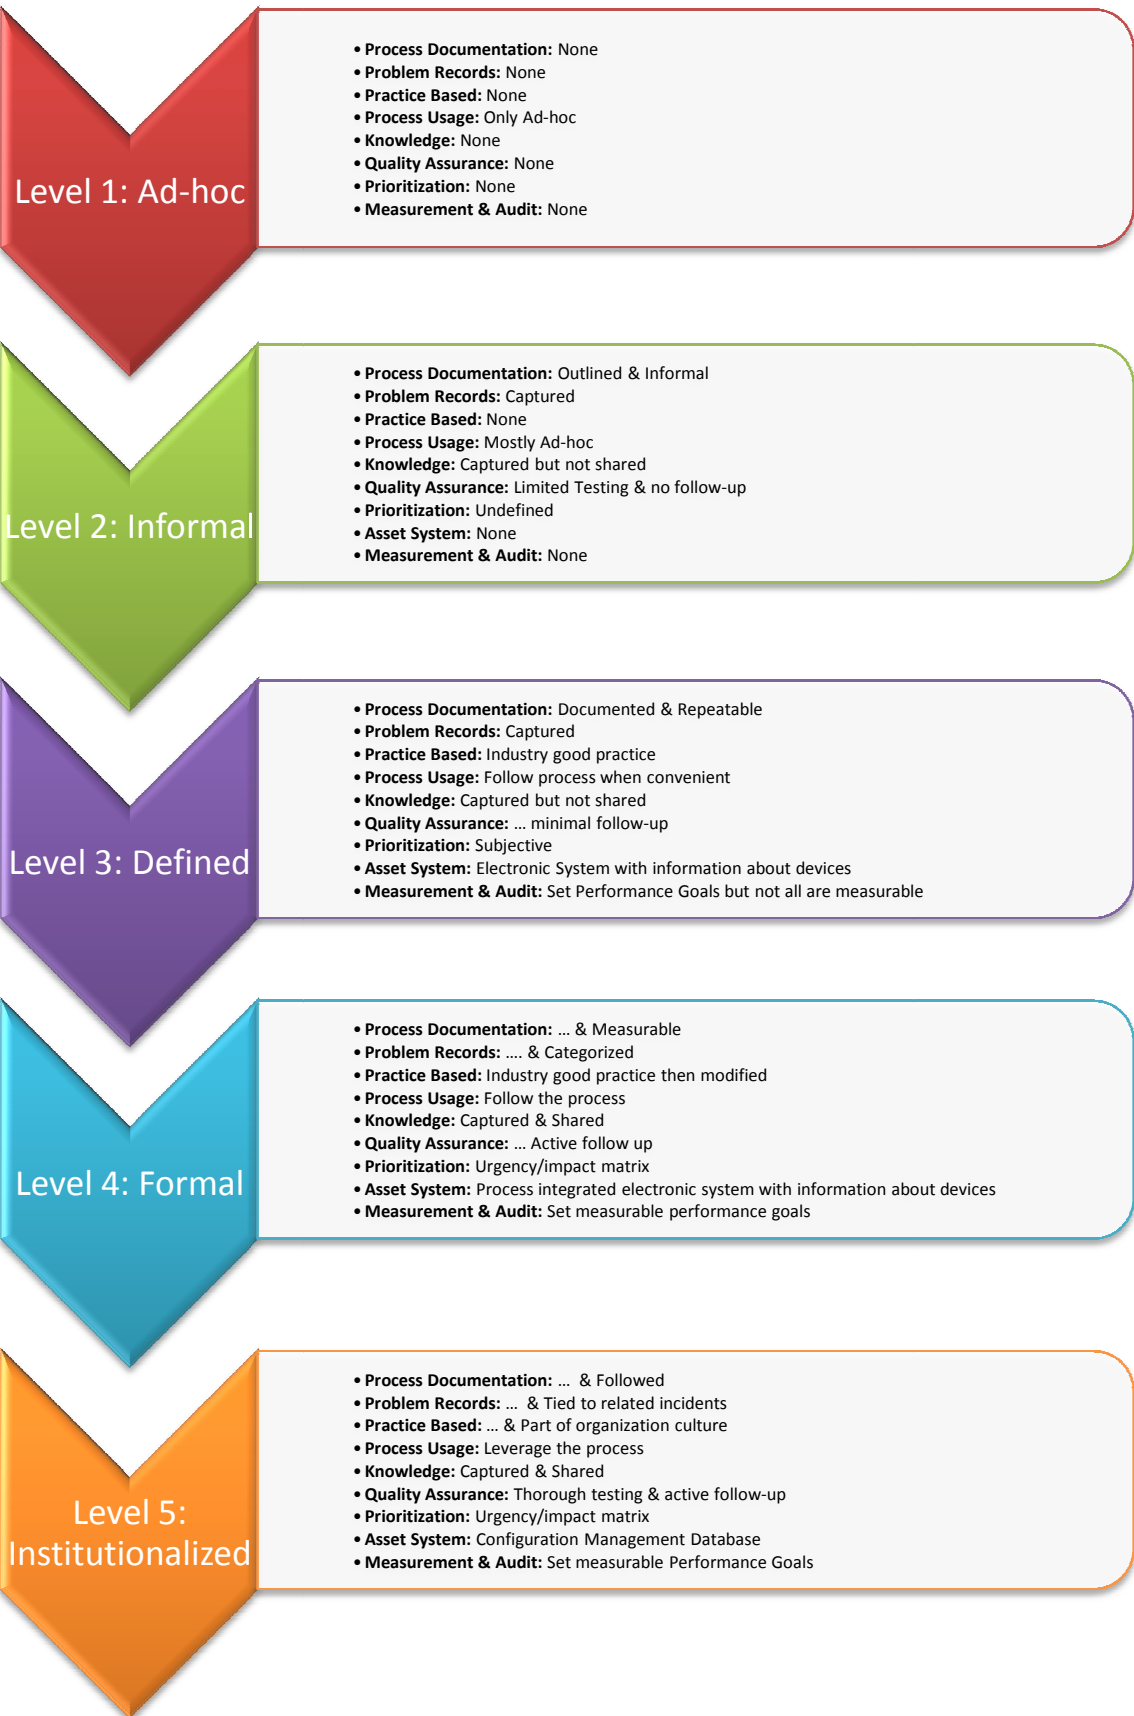 Level 1: Ad-hoc
• Process Documentation: None
• Problem Records: None
• Practice Based: None
• Process Usage: Only Ad-hoc
• Knowledge: None
• Quality Assurance: None
• Prioritization: None
• Measurement & Audit: None
Level 2: Informal
• Process Documentation: Outlined & Informal
• Problem Records: Captured
• Practice Based: None
• Process Usage: Mostly Ad-hoc
• Knowledge: Captured but not shared
• Quality Assurance: Limited Testing & no follow-up
• Prioritization: Undefined
• Asset System: None
• Measurement & Audit: None
Level 3: Defined
• Process Documentation: Documented & Repeatable
• Problem Records: Captured
• Practice Based: Industry good practice
• Process Usage: Follow process when convenient
• Knowledge: Captured but not shared
• Quality Assurance: ... minimal follow-up
• Prioritization: Subjective
• Asset System: Electronic System with information about devices
• Measurement & Audit: Set Performance Goals but not all are measurable
Level 4: Formal
• Process Documentation: ... & Measurable
• Problem Records: .... & Categorized
• Practice Based: Industry good practice then modified
• Process Usage: Follow the process
• Knowledge: Captured & Shared
• Quality Assurance: ... Active follow up
• Prioritization: Urgency/impact matrix
• Asset System: Process integrated electronic system with information about devices
• Measurement & Audit: Set measurable performance goals
Level 5:
Institutionalized
• Process Documentation: ... & Followed
• Problem Records: ... & Tied to related incidents
• Practice Based: ... & Part of organization culture
• Process Usage: Leverage the process
• Knowledge: Captured & Shared
• Quality Assurance: Thorough testing & active follow-up
• Prioritization: Urgency/impact matrix
• Asset System: Configuration Management Database
• Measurement & Audit: Set measurable Performance Goals